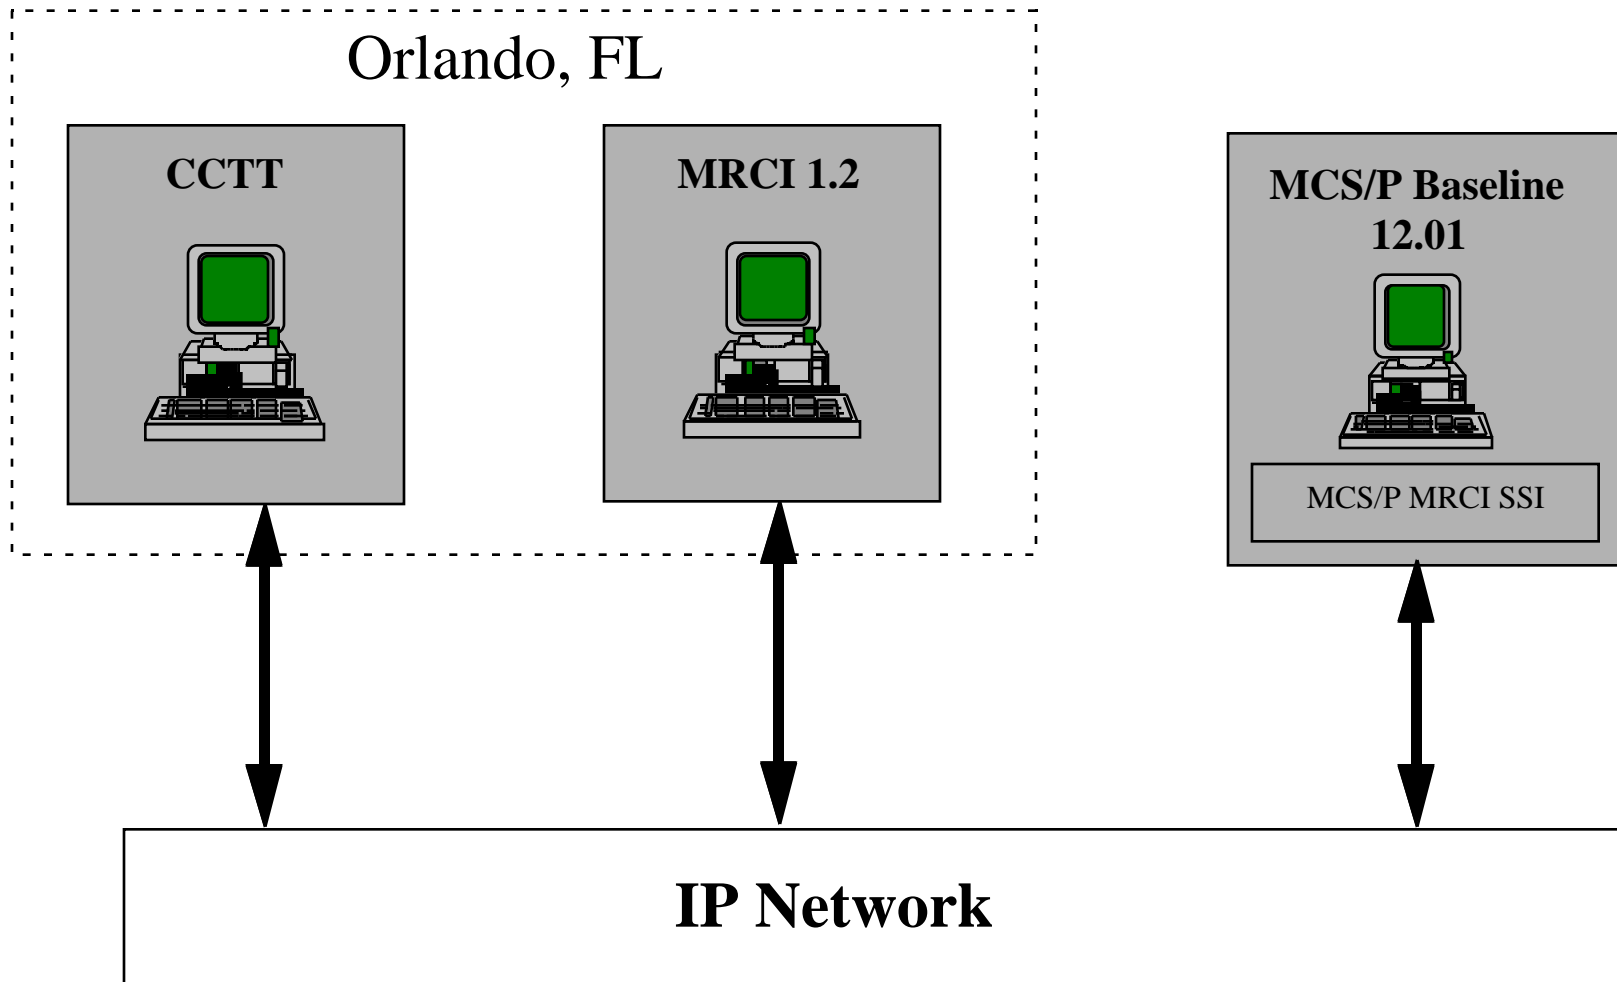 Orlando, FL
CCTT
MRCI 1.2
MCS/P Baseline
12.01
MCS/P MRCI SSI
IP Network